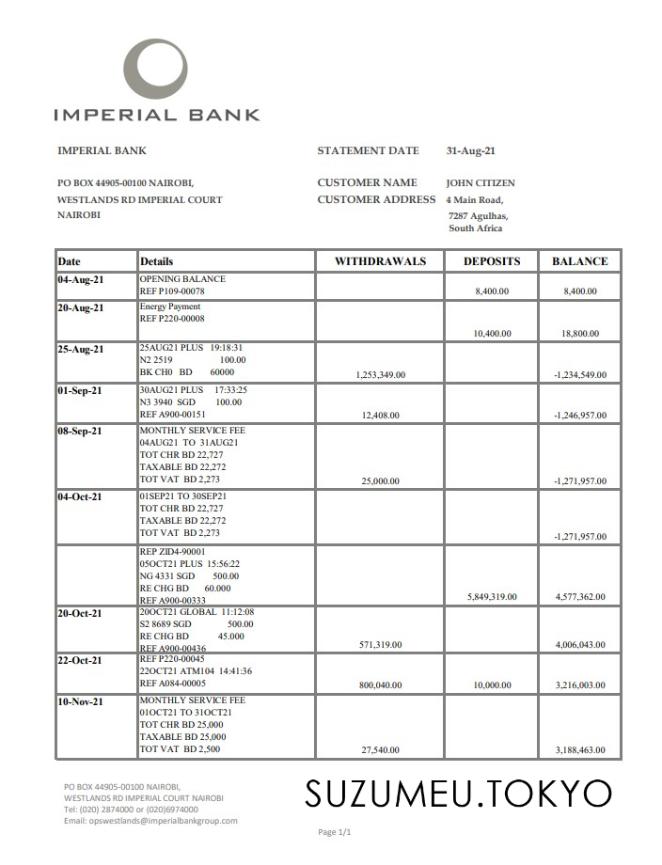 IMPERIAL BANK
IMPERIAL BANK STATEMENT DATE 31-Aug-21
PO BOX 44905-00100 NAIROBI, CUSTOMER NAME JOHN CITIZEN
WESTLANDS RD IMPERIAL COURT CUSTOMER ADDRESS 4 Main Road,
NAIROBI 7287 Agulhas,
South Africa
Date Details WITHDRAWALS DEPOSITS BALANCE
04-Aug-21 OPENING BALANCE
REF P109-00078 8,400.00 8,400.00
20-Aug-21 Energy Payment
REF P220-00008
10,400.00 18,800.00
25-Aug-21 25AUG21 PLUS 19:18:31
N2 2519 100.00
BK CH0 BD 60000 1,253,349.00 -1,234,549.00
01-Sep-21 30AUG21 PLUS 17:33:25
N3 3940 SGD 100.00
REF A900-00151 12,408.00 -1,246,957.00
08-Sep-21 MONTHLY SERVICE FEE
04AUG21 TO 31AUG21
TOT CHR BD 22,727
TAXABLE BD 22,272
TOT VAT BD 2,273 25,000.00 -1,271,957.00
04-Oct-21 01SEP21 TO 30SEP21
TOT CHR BD 22,727
TAXABLE BD 22,272
TOT VAT BD 2,273 -1,271,957.00
REP ZID4-90001
05OCT21 PLUS 15:56:22
NG 4331 SGD 500.00
RE CHG BD 60.000
REF A900-00333 5,849,319.00 4,577,362.00
20-Oct-21 20OCT21 GLOBAL 11:12:08
S2 8689 SGD 500.00
RE CHG BD 45.000
REF A900-00436 571,319.00 4,006,043.00
22-Oct-21 REF P220-00045
22OCT21 ATM104 14:41:36
REF A084-00005 800,040.00 10,000.00 3,216,003.00
10-Nov-21 MONTHLY SERVICE FEE
01OCT21 TO 31OCT21
TOT CHR BD 25,000
TAXABLE BD 25,000
TOT VAT BD 2,500 27,540.00 3,188,463.00
PO BOX 44905-00100 NAIROBI,
WESTLANDS RD IMPERIAL COURT NAIROBI
Tel: (020) 2874000 or (020)6974000
Email: opswestlands@imperialbankgroup.com
SUZUMEU.TOKYO
Page 1/1